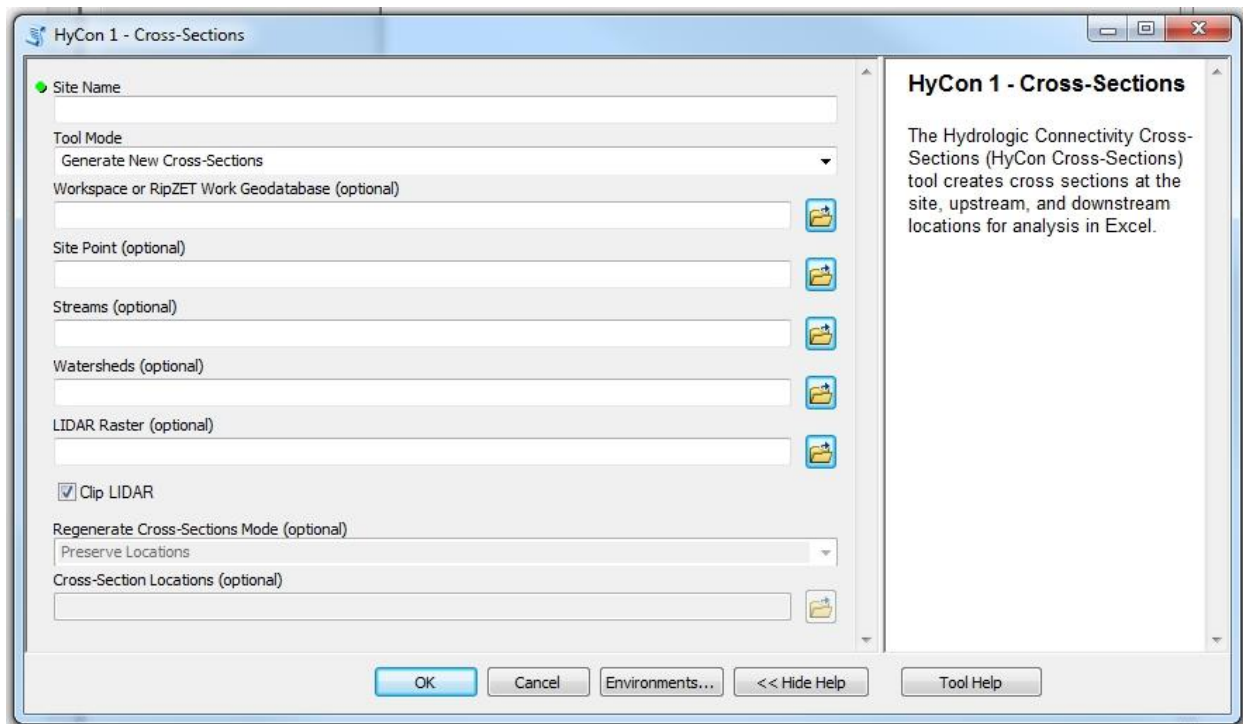 HyCon 1 - Cross-Sections
Site Name
Tool Mode
Generate New Cross-Sections
Workspace or RipZET Work Geodatabase (optional)
Site Point (optional)
Streams (optional)
Watersheds (optional)
LIDAR Raster (optional)
Clip LIDAR
Regenerate Cross-Sections Mode (optional)
Preserve Locations
Cross-Section Locations (optional)
OK
Cancel
Environments...
<< Hide Help
HyCon 1 - Cross-Sections
The Hydrologic Connectivity Cross-
Sections (HyCon Cross-Sections)
tool creates cross sections at the
site, upstream, and downstream
locations for analysis in Excel.
Tool Help